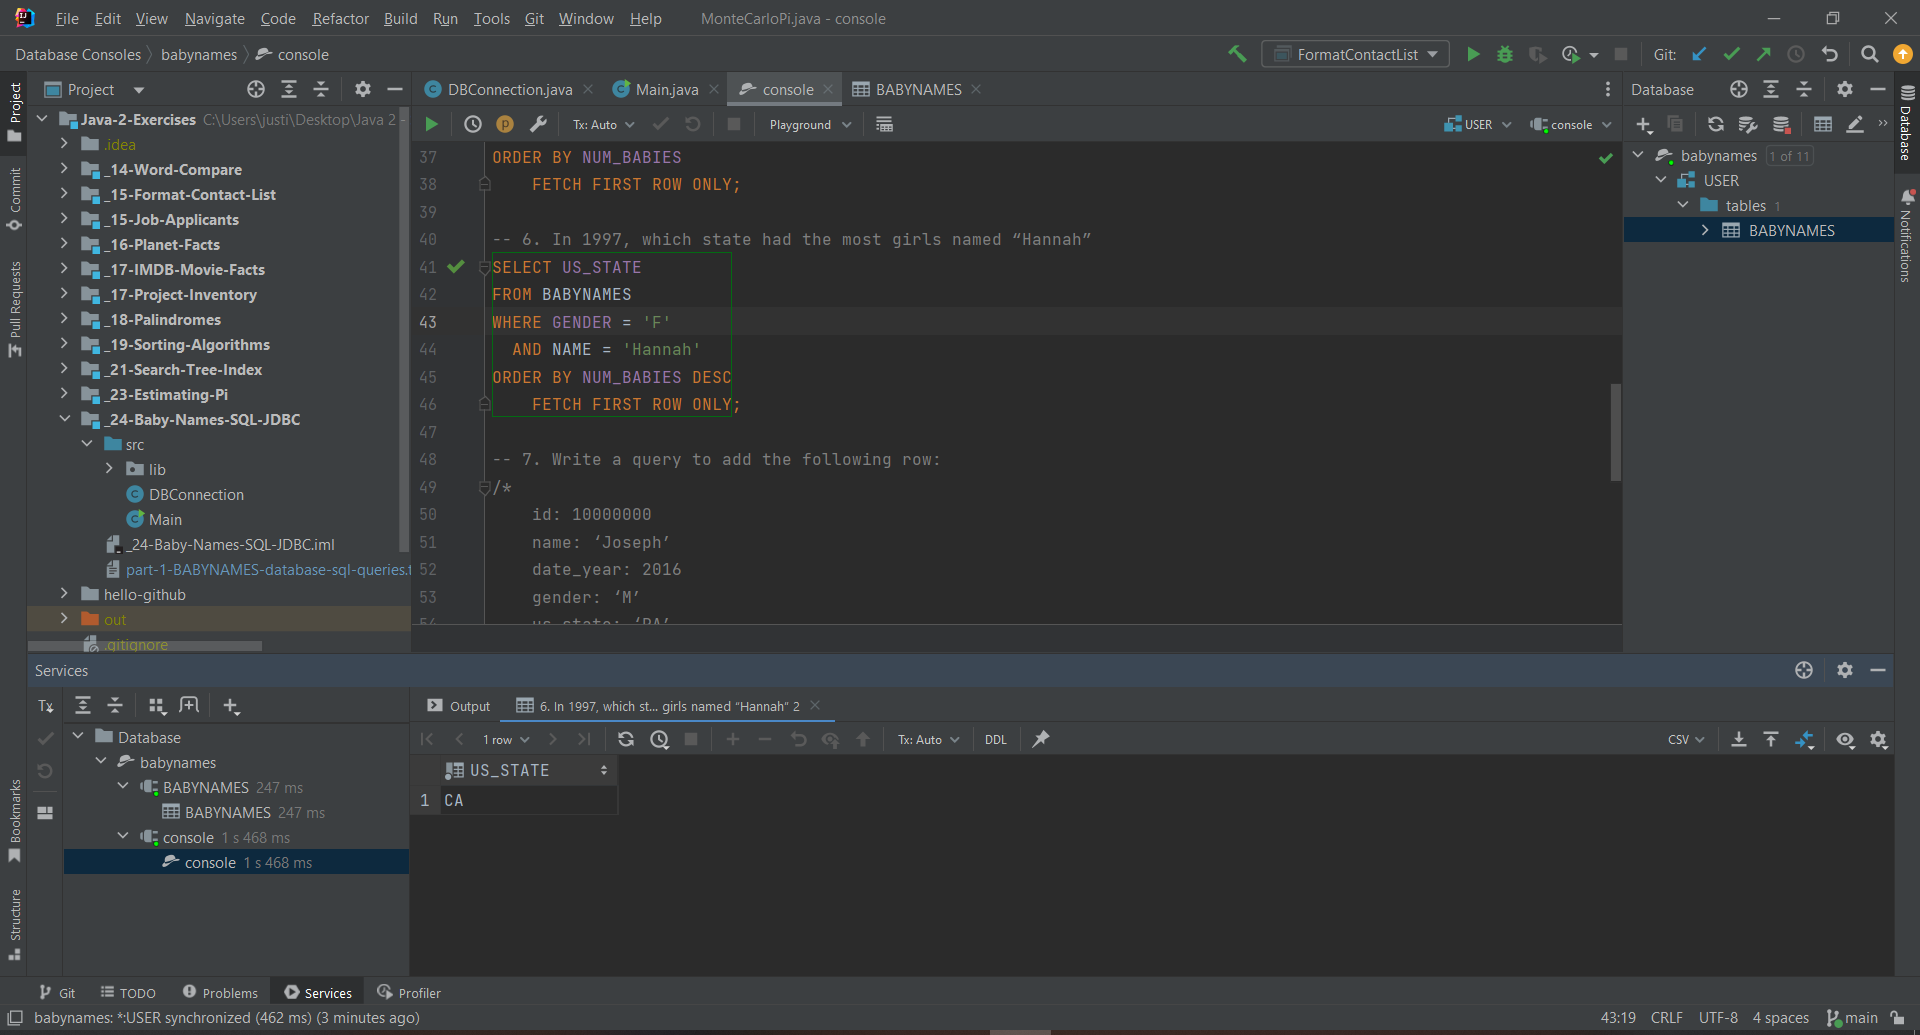 File Edit View Navigate Code Refactor Build Run Tools Git Window Help MonteCarloPi.java - console
Database Consoles babynames console FormatContactList Git:
Project
DBConnection.java Main.java console BABYNAMES
Database
Tx: Auto Playground USER console
Project
Commit
Pull Requests
Bookmarks
Structure
Java-2-Exercises C:\Users\justi\Desktop\Java 2 -
.idea
_14-Word-Compare
_15-Format-Contact-List
_15-Job-Applicants
_16-Planet-Facts
_17-IMDB-Movie-Facts
_17-Project-Inventory
_18-Palindromes
_19-Sorting-Algorithms
_21-Search-Tree-Index
_23-Estimating-Pi
_24-Baby-Names-SQL-JDBC
src
lib
DBConnection
Main
_24-Baby-Names-SQL-JDBC.iml
part-1-BABYNAMES-database-sql-queries.t
hello-github
out
.gitignore
37 ORDER BY NUM_BABIES
38 FETCH FIRST ROW ONLY;
39
40 -- 6. In 1997, which state had the most girls named “Hannah”
41 SELECT US_STATE
42 FROM BABYNAMES
43 WHERE GENDER = 'F'
44 AND NAME = 'Hannah'
45 ORDER BY NUM_BABIES DESC
46 FETCH FIRST ROW ONLY;
47
48 -- 7. Write a query to add the following row:
49 /*
50 id: 10000000
51 name: ‘Joseph’
52 date_year: 2016
53 gender: ‘M’
54 us_state: ‘PA’
babynames 1 of 11
USER
tables 1
BABYNAMES
Database
Notifications
Services
Tx
Database
babynames
BABYNAMES 247 ms
BABYNAMES 247 ms
console 1 s 468 ms
console 1 s 468 ms
Output 6. In 1997, which st... girls named “Hannah” 2
1 row Tx: Auto DDL CSV
US_STATE
1 CA
Git TODO Problems Services Profiler
babynames: *:USER synchronized (462 ms) (3 minutes ago) 43:19 CRLF UTF-8 4 spaces main